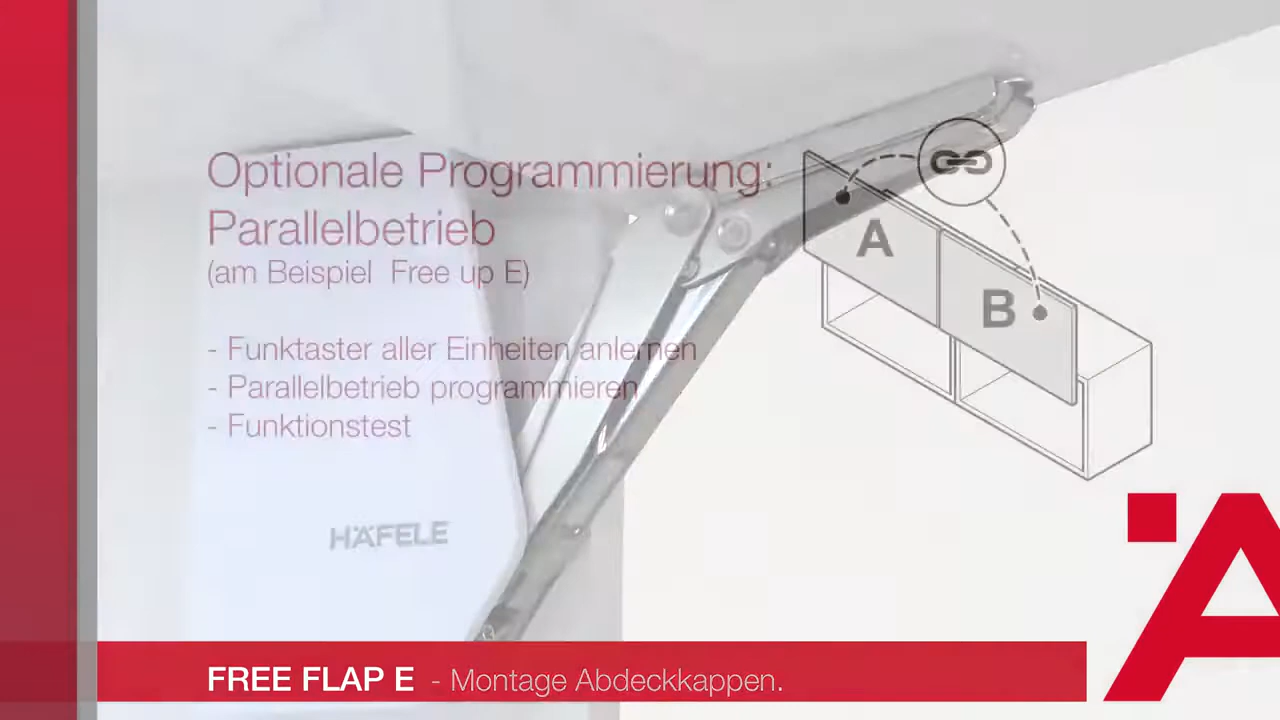 Optionale Programmierung:
Parallelbetrieb
(am Beispiel Free up E)
- Funktaster aller Einheiten anlernen
- Parallelbetrieb programmieren
- Funktionstest
A
B
HÄFELE
FREE FLAP E - Montage Abdeckkappen.